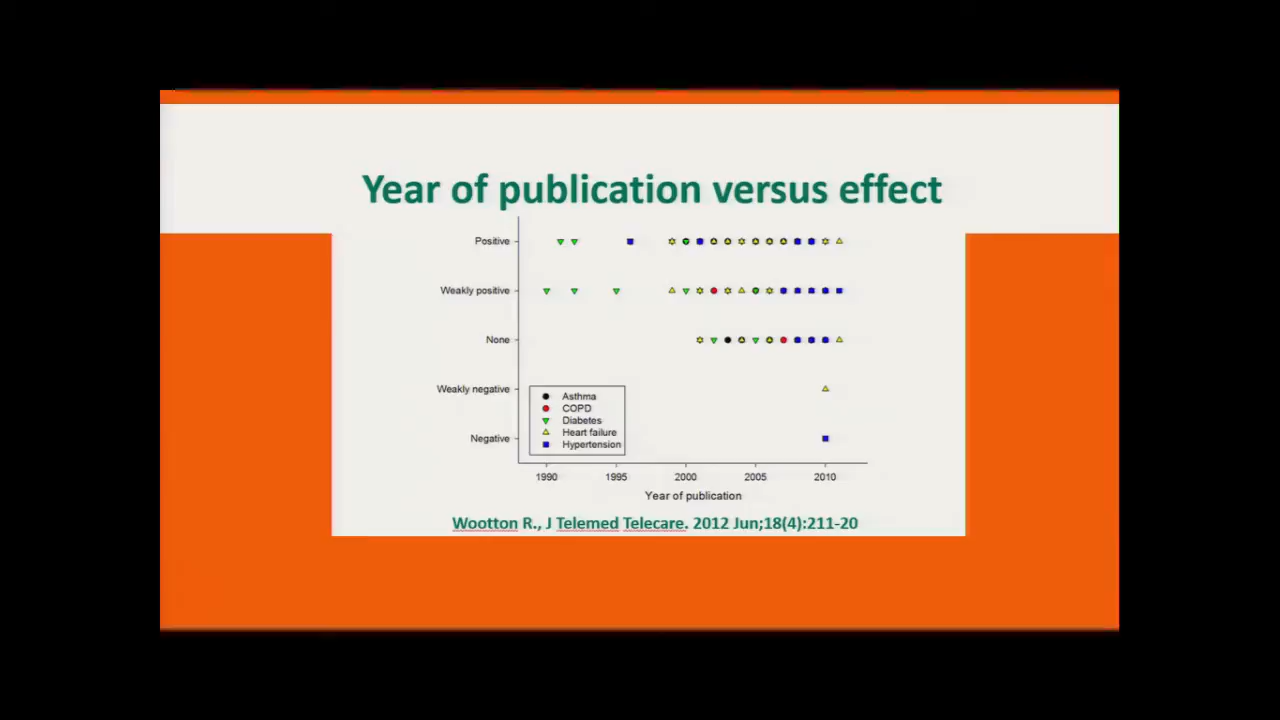 Year of publication versus effect
Positive
Weakly positive
None
Weakly negative
Negative
Asthma
COPD
Diabetes
Heart failure
Hypertension
1990 1995 2000 2005 2010
Year of publication
Wootton R., J Telemed Telecare. 2012 Jun;18(4):211-20